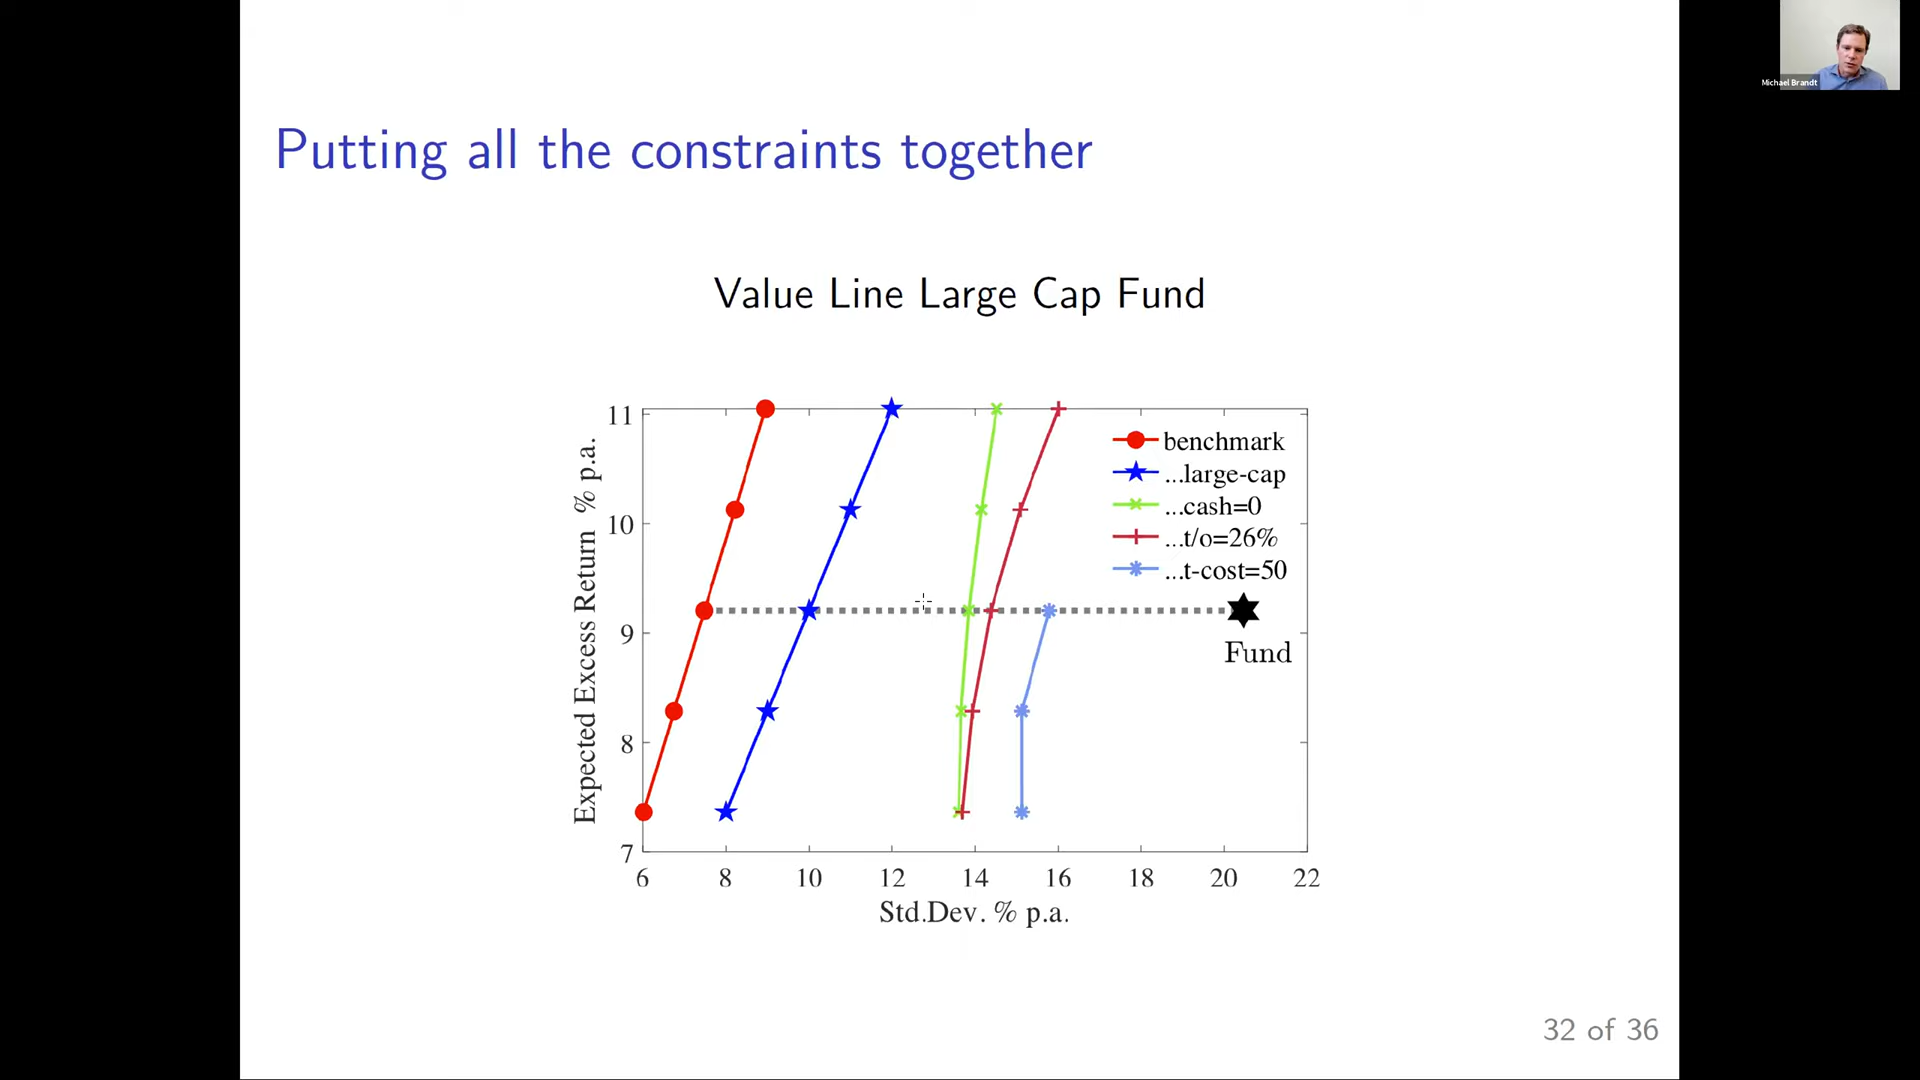 Michael Brandt
Putting all the constraints together
Value Line Large Cap Fund
Expected Excess Return % p.a.
11
10
9
8
7
benchmark
...large-cap
...cash=0
...t/o=26%
...t-cost=50
Fund
6 8 10 12 14 16 18 20 22
Std.Dev. % p.a.
32 of 36